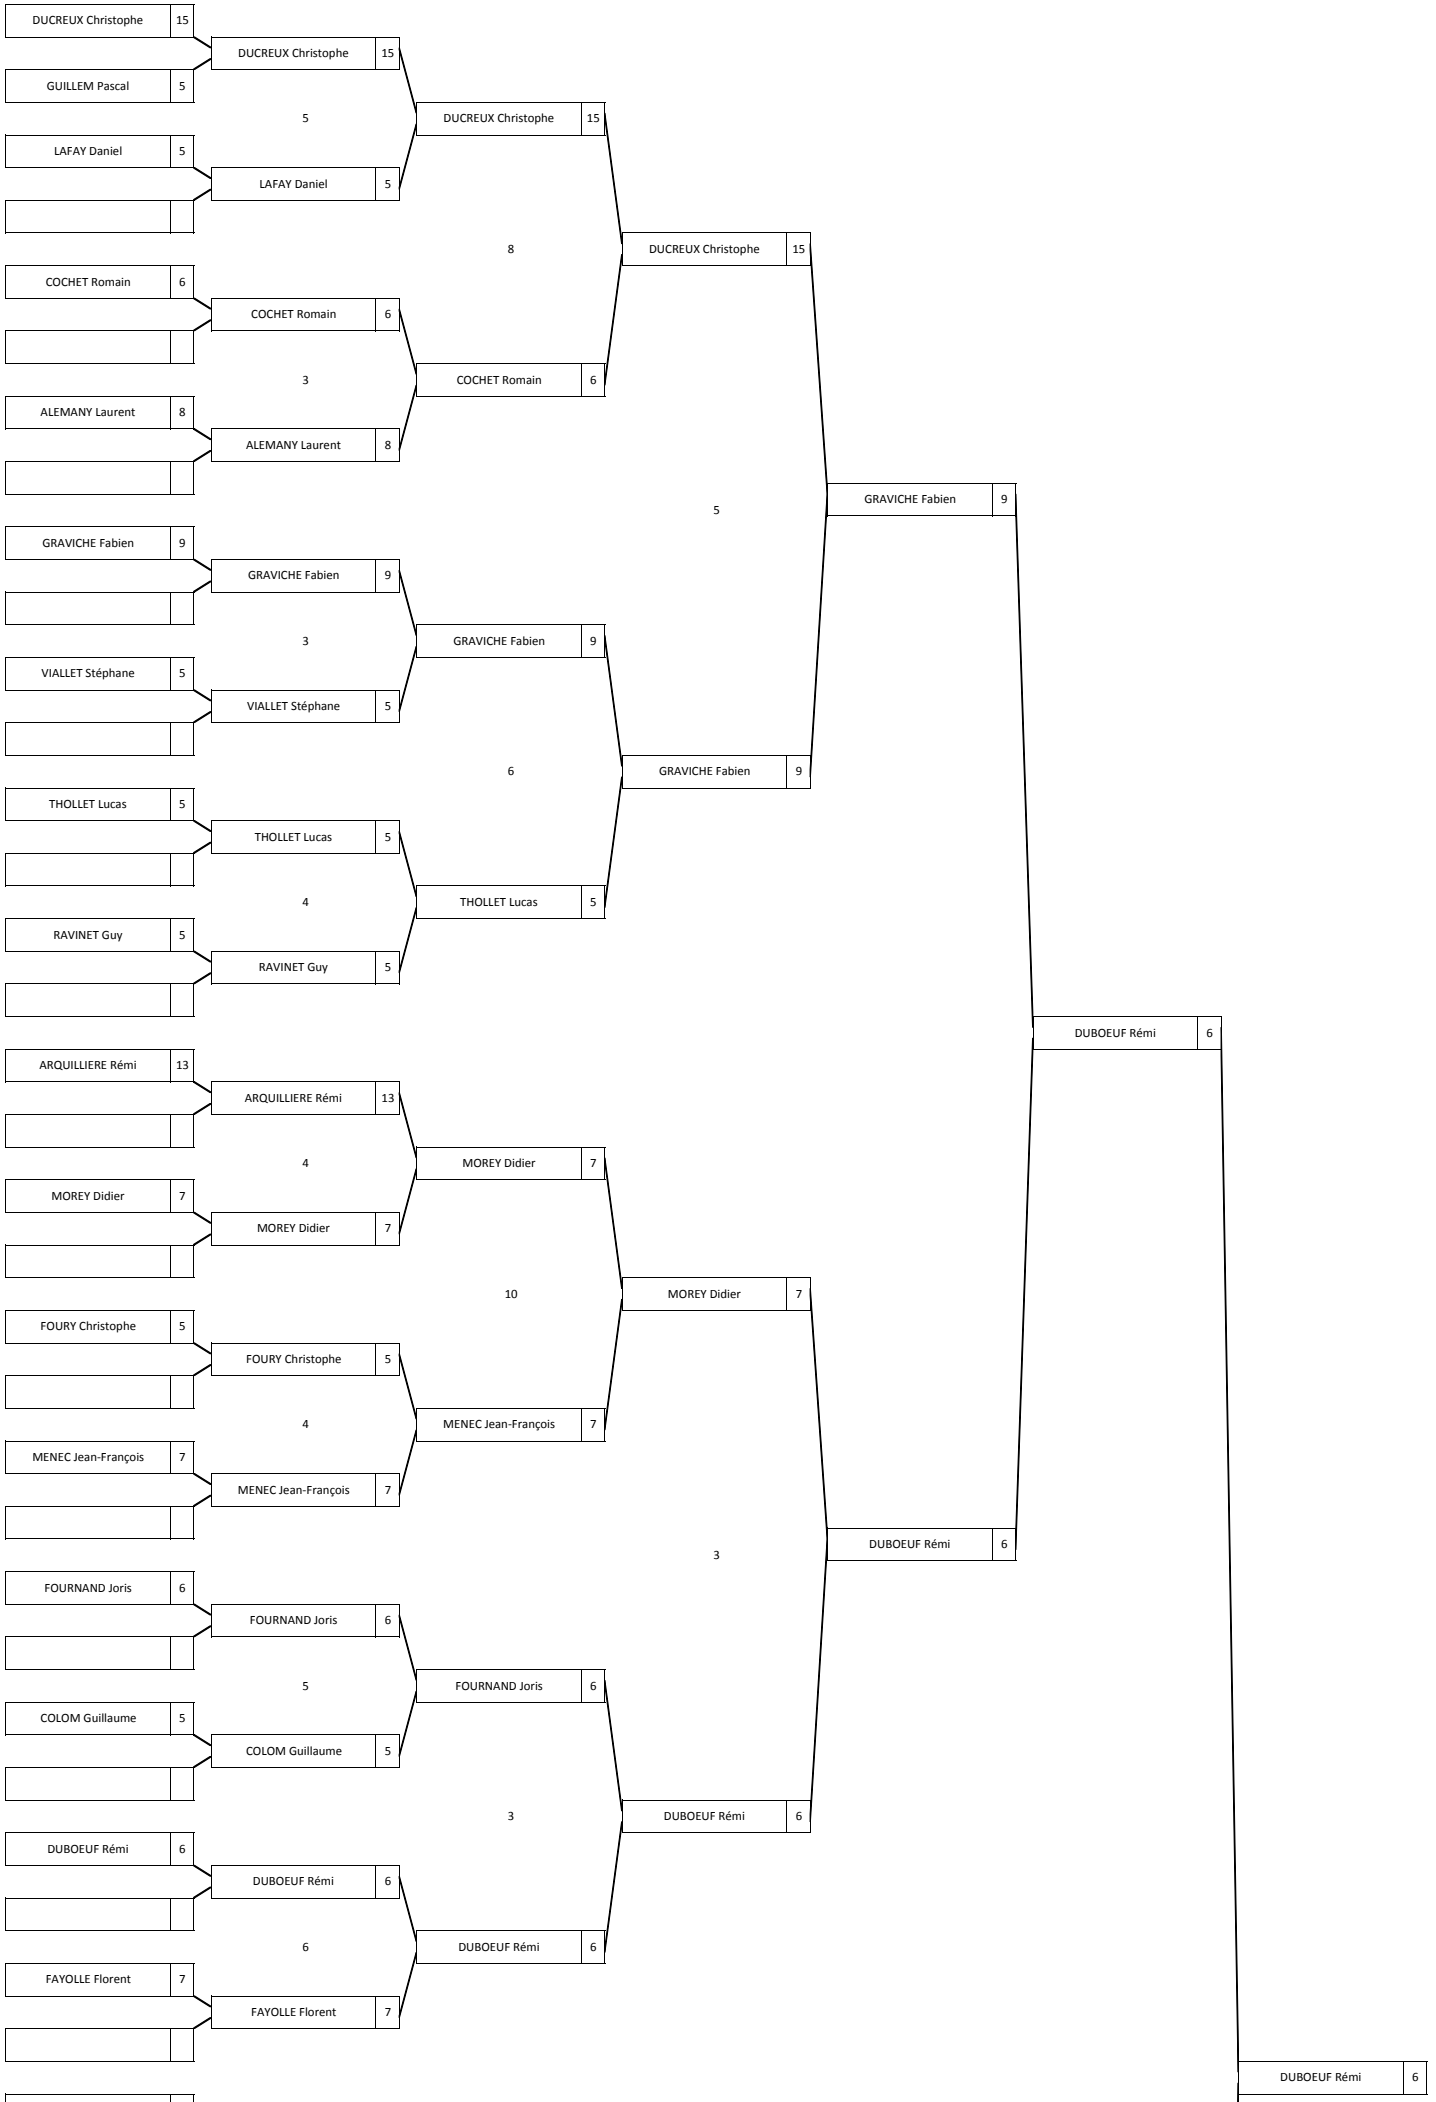 DUCREUX Christophe 15
DUCREUX Christophe 15
GUILLEM Pascal 5
5
DUCREUX Christophe 15
LAFAY Daniel 5
LAFAY Daniel 5
8
DUCREUX Christophe 15
COCHET Romain 6
COCHET Romain 6
3
COCHET Romain 6
ALEMANY Laurent 8
ALEMANY Laurent 8
5
GRAVICHE Fabien 9
GRAVICHE Fabien 9
GRAVICHE Fabien 9
3
GRAVICHE Fabien 9
VIALLET Stéphane 5
VIALLET Stéphane 5
6
GRAVICHE Fabien 9
THOLLET Lucas 5
THOLLET Lucas 5
4
THOLLET Lucas 5
RAVINET Guy 5
RAVINET Guy 5
DUBOEUF Rémi 6
ARQUILLIERE Rémi 13
ARQUILLIERE Rémi 13
4
MOREY Didier 7
MOREY Didier 7
MOREY Didier 7
10
MOREY Didier 7
FOURY Christophe 5
FOURY Christophe 5
4
MENEC Jean-François 7
MENEC Jean-François 7
MENEC Jean-François 7
3
DUBOEUF Rémi 6
FOURNAND Joris 6
FOURNAND Joris 6
5
FOURNAND Joris 6
COLOM Guillaume 5
COLOM Guillaume 5
3
DUBOEUF Rémi 6
DUBOEUF Rémi 6
DUBOEUF Rémi 6
6
DUBOEUF Rémi 6
FAYOLLE Florent 7
FAYOLLE Florent 7
DUBOEUF Rémi 6